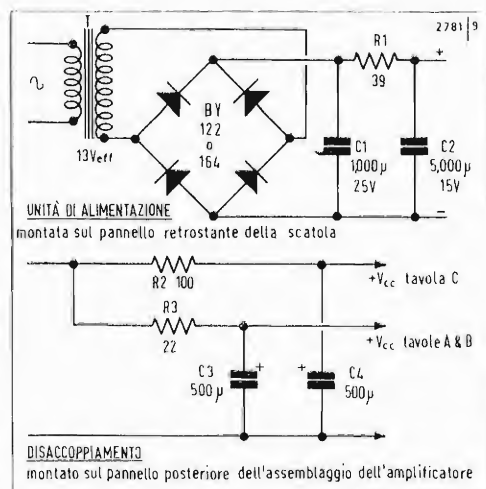 T
2781 9
R1
39
+
BY
122
o
164
C1
1,000µ
25V
C2
5,000µ
15V
13Veff
−
UNITÀ DI ALIMENTAZIONE
montata sul pannello retrostante della scatola
R2 100
+Vcc tavola C
R3
22
+Vcc tavole A & B
C3
500µ
+
+
C4
500µ
DISACCOPPIAMENTO
montato sul pannello posteriore dell'assemblaggio dell'amplificatore